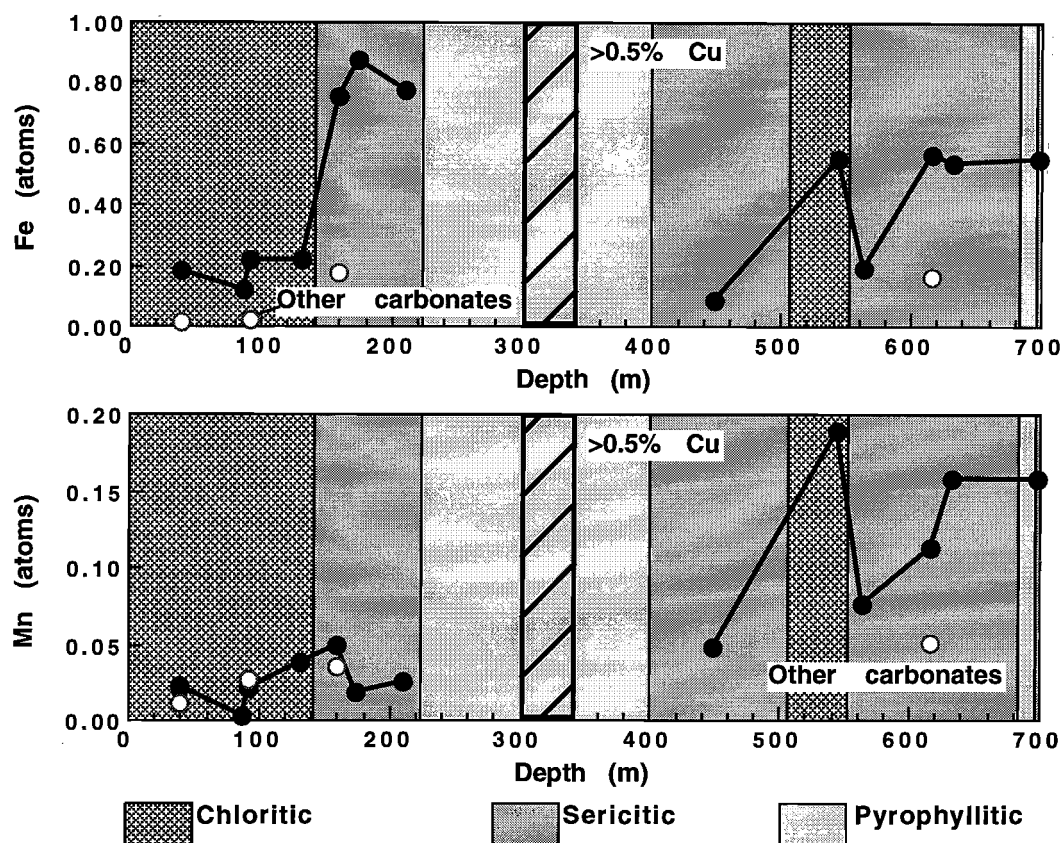 1.00
0.80
0.60
0.40
0.20
0.00
Fe (atoms)
>0.5% Cu
Other carbonates
0 100 200 300 400 500 600 700
Depth (m)
0.20
0.15
0.10
0.05
0.00
Mn (atoms)
>0.5% Cu
Other carbonates
0 100 200 300 400 500 600 700
Depth (m)
Chloritic Sericitic Pyrophyllitic